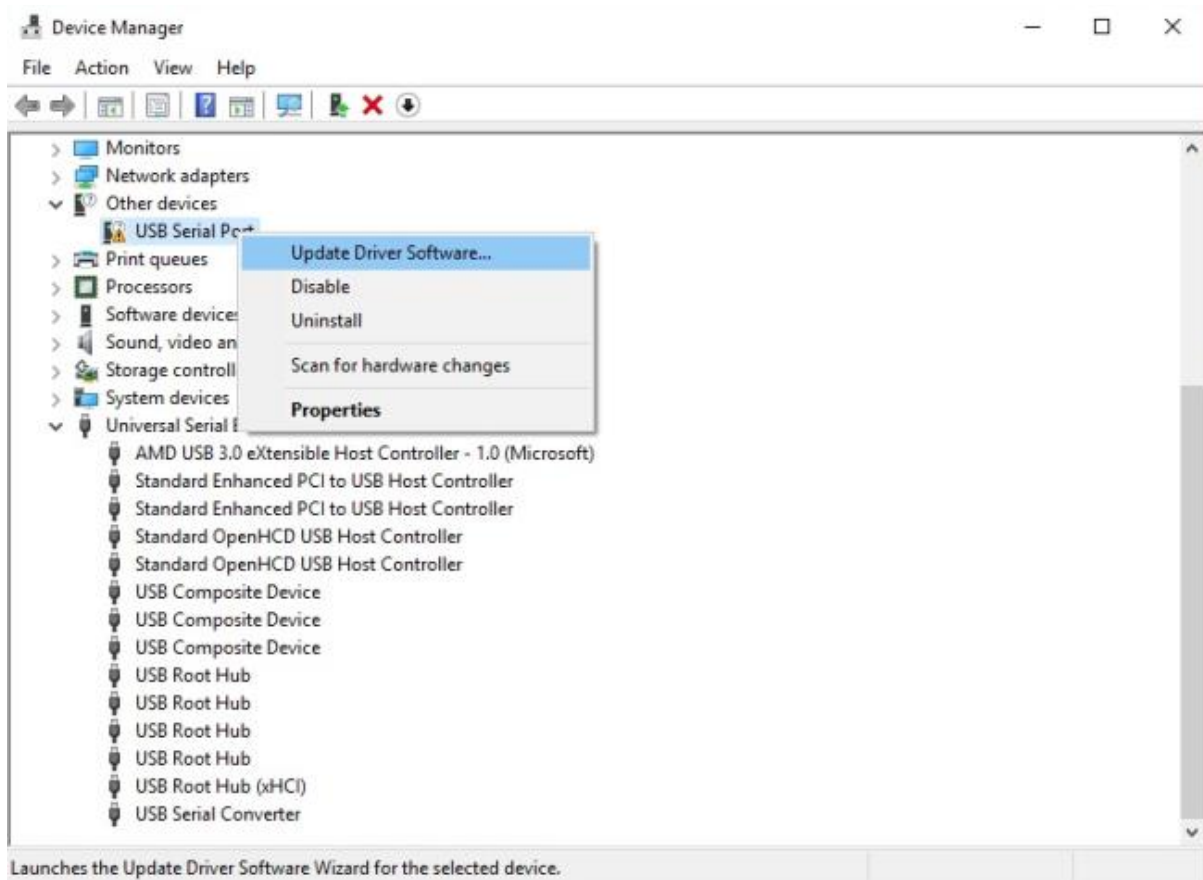 Device Manager
File Action View Help
Monitors
Network adapters
Other devices
USB Serial Port
Update Driver Software...
Print queues
Processors
Disable
Software devices
Uninstall
Sound, video an
Storage controll
Scan for hardware changes
System devices
Properties
Universal Serial
AMD USB 3.0 eXtensible Host Controller - 1.0 (Microsoft)
Standard Enhanced PCI to USB Host Controller
Standard Enhanced PCI to USB Host Controller
Standard OpenHCD USB Host Controller
Standard OpenHCD USB Host Controller
USB Composite Device
USB Composite Device
USB Composite Device
USB Root Hub
USB Root Hub
USB Root Hub
USB Root Hub
USB Root Hub (xHCI)
USB Serial Converter
Launches the Update Driver Software Wizard for the selected device.